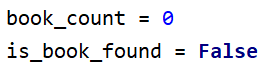 book_count = 0
is_book_found = False